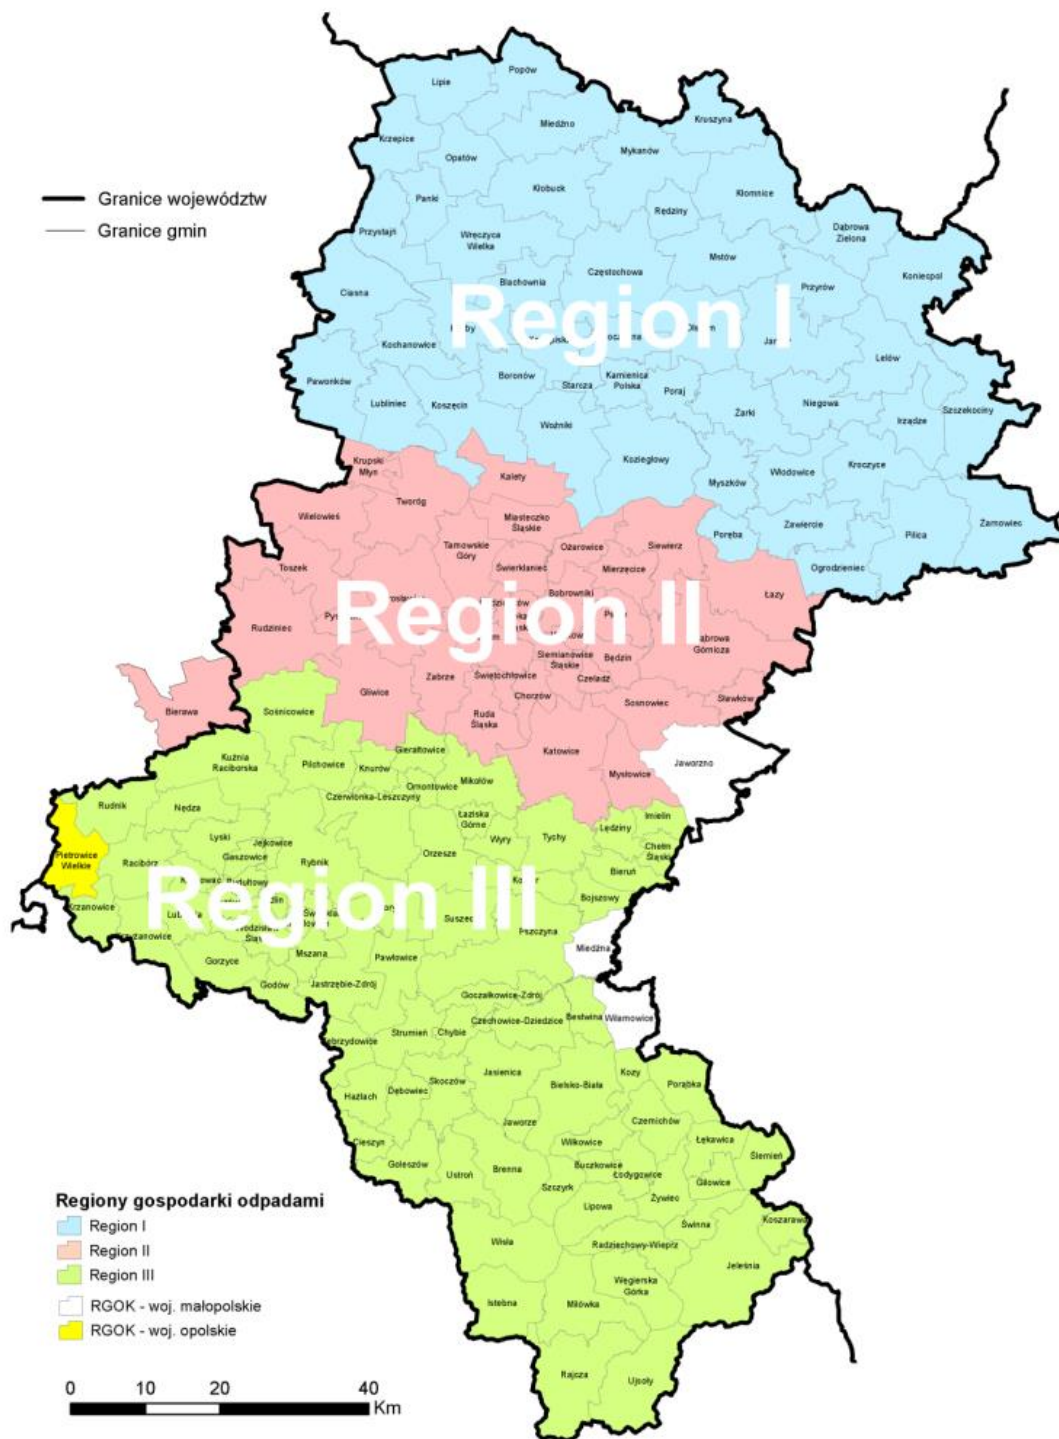 Lipie
Popów
Kruszyna
Miedźno
Krzepice
Mykanów
Opatów
Kłobuck
Kłomnice
Granice województw
Panki
Rędziny
Granice gmin
Przystajń
Dąbrowa
Zielona
Wręczyca
Wielka
Mstów
Koniecpol
Częstochowa
Blachownia
Przyrów
Ciasna
Region I
Kochanowice
Lelów
Pawonków
Boronów
Starcza
Kamienica
Polska
Poraj
Lubliniec
Koszęcin
Żarki
Niegowa
Szczekociny
Irządze
Woźniki
Koziegłowy
Krupski
Młyn
Kalety
Myszków
Włodowice
Kroczyce
Tworóg
Wielowieś
Miasteczko
Śląskie
Zawiercie
Żarnowiec
Poręba
Pilica
Tarnowskie
Góry
Ożarowice
Siewierz
Toszek
Świerklaniec
Mierzęcice
Ogrodzieniec
Bobrowniki
Łazy
Region II
Rudziniec
Dąbrowa
Górnicza
Siemianowice
Śląskie
Będzin
Zabrze
Świętochłowice
Czeladź
Gliwice
Chorzów
Sosnowiec
Sławków
Bierawa
Sośnicowice
Ruda
Śląska
Katowice
Gierałtowice
Kuźnia
Raciborska
Pilchowice
Knurów
Mysłowice
Jaworzno
Mikołów
Ornontowice
Czerwionka-Leszczyny
Rudnik
Nędza
Łaziska
Górne
Imielin
Lędziny
Lyski
Jejkowice
Wyry
Tychy
Chełm
Śląski
Pietrowice
Wielkie
Racibórz
Gaszowice
Rybnik
Orzesze
Bieruń
Region III
Bojszowy
Krzanowice
Suszec
Pszczyna
Miedźna
Gorzyce
Mszana
Pawłowice
Godów
Jastrzębie-Zdrój
Goczałkowice-Zdrój
Strumień
Chybie
Czechowice-Dziedzice
Bestwina
Wilamowice
Zebrzydowice
Hażlach
Dębowiec
Skoczów
Jasienica
Bielsko-Biała
Kozy
Porąbka
Jaworze
Czernichów
Cieszyn
Wilkowice
Łękawica
Ślemień
Goleszów
Ustroń
Brenna
Buczkowice
Łodygowice
Gilowice
Regiony gospodarki odpadami
Szczyrk
Żywiec
Lipowa
Świnna
Koszarawa
Region I
Wisła
Radziechowy-Wieprz
Region II
Jeleśnia
Region III
Węgierska
Górka
Istebna
Milówka
RGOK - woj. małopolskie
RGOK - woj. opolskie
Rajcza
Ujsoły
0 10 20 40
Km